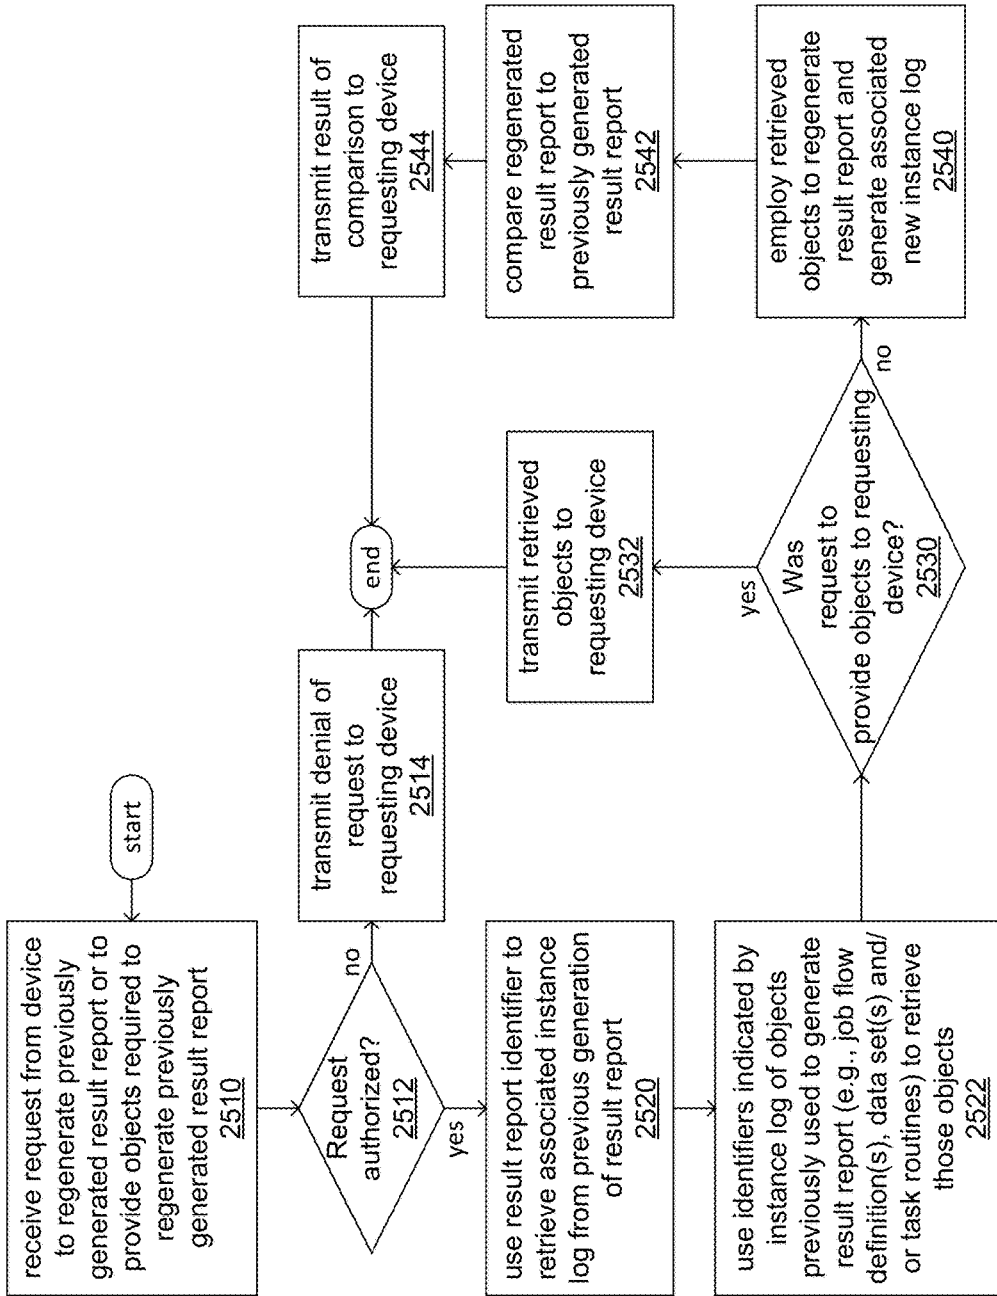 start
receive request from device
to regenerate previously
generated result report or to
provide objects required to
regenerate previously
generated result report
2510
Request
authorized?
2512
no
yes
transmit denial of
request to
requesting device
2514
end
use result report identifier to
retrieve associated instance
log from previous generation
of result report
2520
use identifiers indicated by
instance log of objects
previously used to generate
result report (e.g., job flow
definition(s), data set(s) and/
or task routines) to retrieve
those objects
2522
Was
request to
provide objects to requesting
device?
2530
yes
no
transmit retrieved
objects to
requesting device
2532
employ retrieved
objects to regenerate
result report and
generate associated
new instance log
2540
compare regenerated
result report to
previously generated
result report
2542
transmit result of
comparison to
requesting device
2544